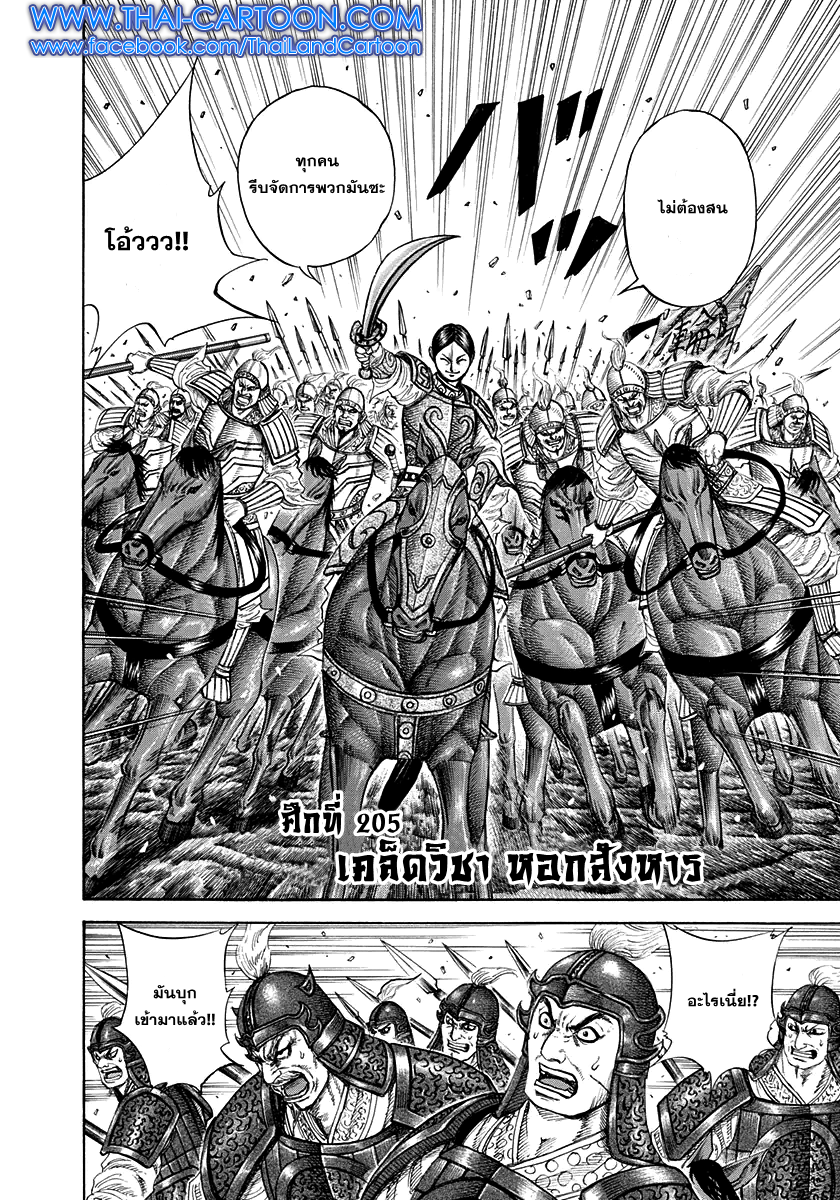 WWW.THAI-CARTOON.COM
www.facebook.com/ThaiLandCartoon
ไม่ต้องสน
ทุกคน
รีบจัดการพวกมันซะ
โอ้ววว!!
バッ
ศึกที่ 205
เคล็ดวิชา หอกสังหาร
อะไรเนี่ย!?
มันบุก
เข้ามาแล้ว!!